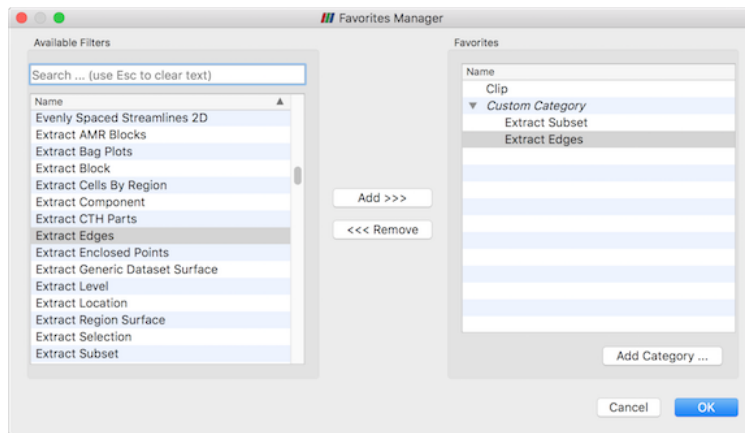 Favorites Manager
Available Filters
Search ... (use Esc to clear text)
Name
Evenly Spaced Streamlines 2D
Extract AMR Blocks
Extract Bag Plots
Extract Block
Extract Cells By Region
Extract Component
Extract CTH Parts
Extract Edges
Extract Enclosed Points
Extract Generic Dataset Surface
Extract Level
Extract Location
Extract Region Surface
Extract Selection
Extract Subset
Add >>>
<<< Remove
Favorites
Name
Clip
Custom Category
Extract Subset
Extract Edges
Add Category ...
Cancel
OK